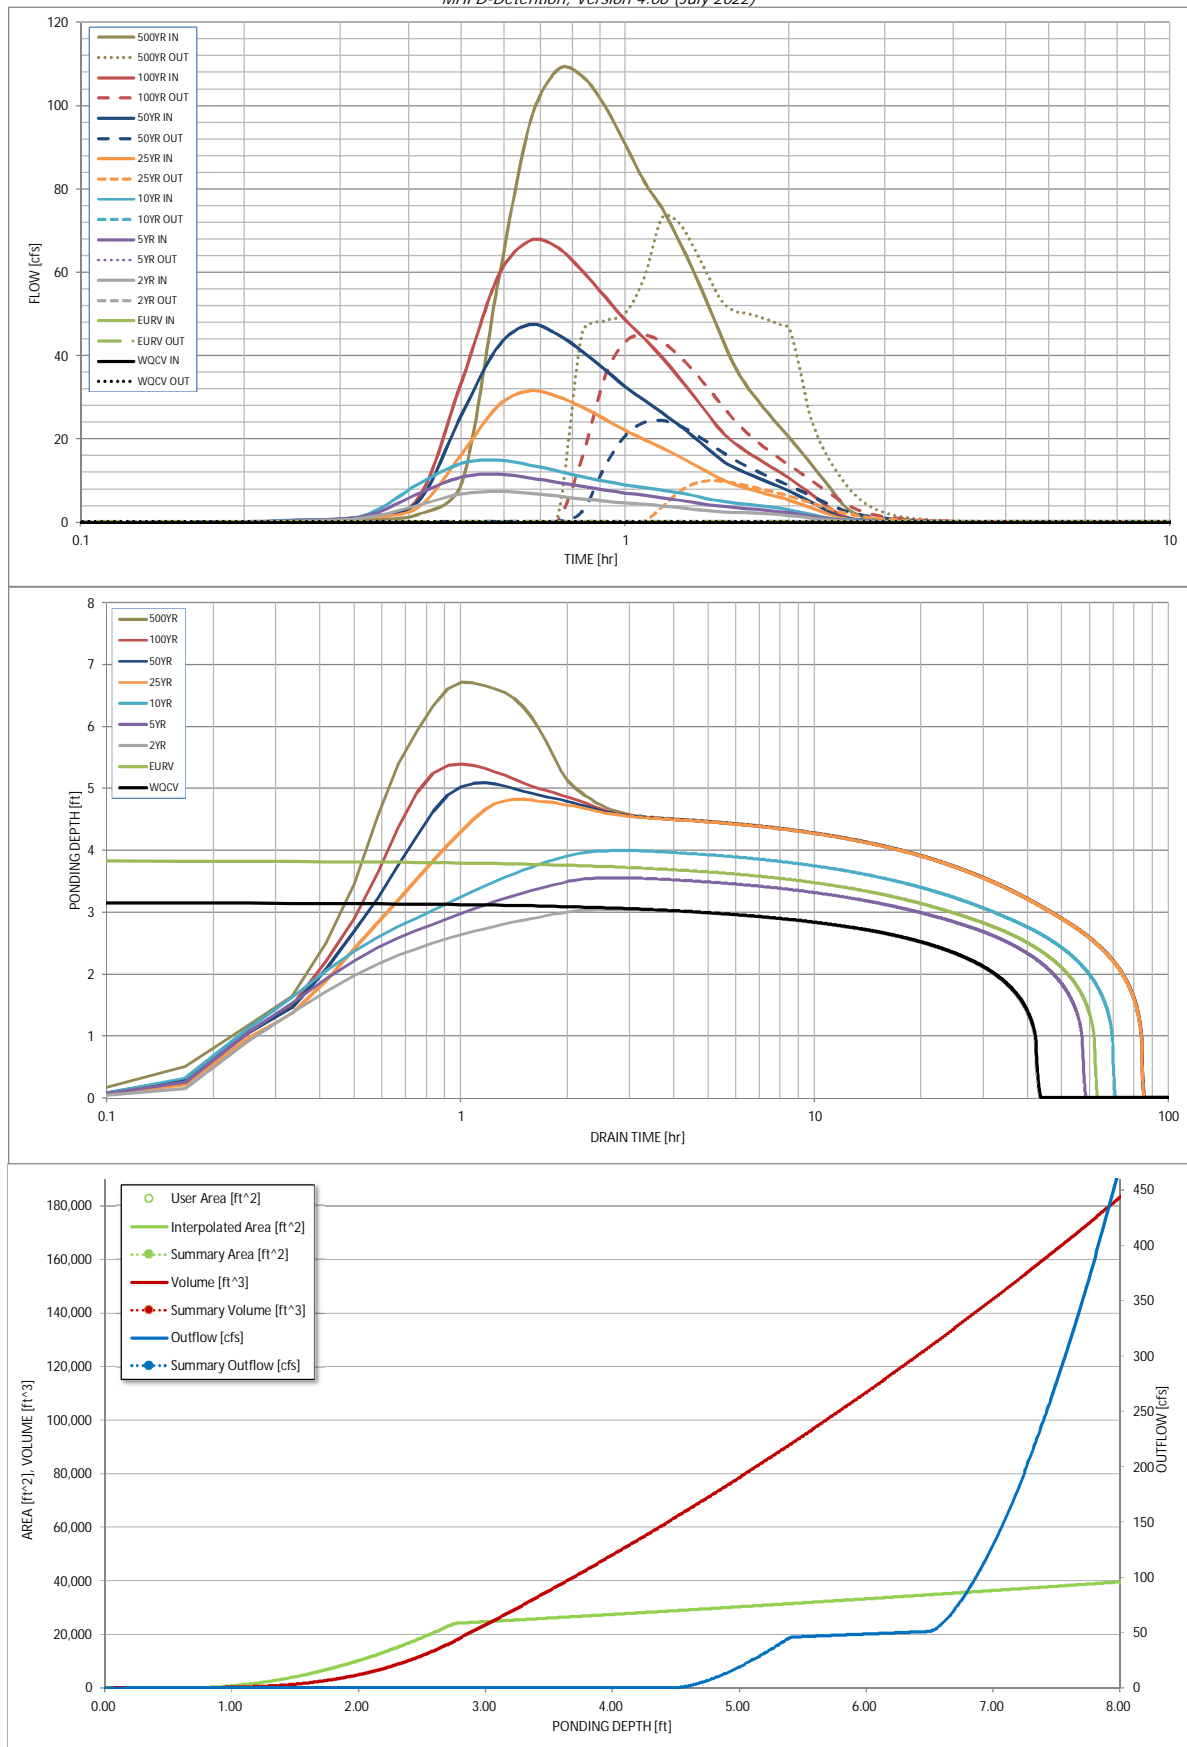 MHFD-Detention, Version 4.06 (July 2022)
120
100
80
60
40
20
0
FLOW [cfs]
500YR IN
500YR OUT
100YR IN
100YR OUT
50YR IN
50YR OUT
25YR IN
25YR OUT
10YR IN
10YR OUT
5YR IN
5YR OUT
2YR IN
2YR OUT
EURV IN
EURV OUT
WQCV IN
WQCV OUT
0.1
1
10
TIME [hr]
8
7
6
5
4
3
2
1
0
PONDING DEPTH [ft]
500YR
100YR
50YR
25YR
10YR
5YR
2YR
EURV
WQCV
0.1
1
10
100
DRAIN TIME [hr]
180,000
160,000
140,000
120,000
100,000
80,000
60,000
40,000
20,000
0
AREA [ft^2], VOLUME [ft^3]
User Area [ft^2]
Interpolated Area [ft^2]
Summary Area [ft^2]
Volume [ft^3]
Summary Volume [ft^3]
Outflow [cfs]
Summary Outflow [cfs]
450
400
350
300
250
200
150
100
50
0
OUTFLOW [cfs]
0.00
1.00
2.00
3.00
4.00
5.00
6.00
7.00
8.00
PONDING DEPTH [ft]